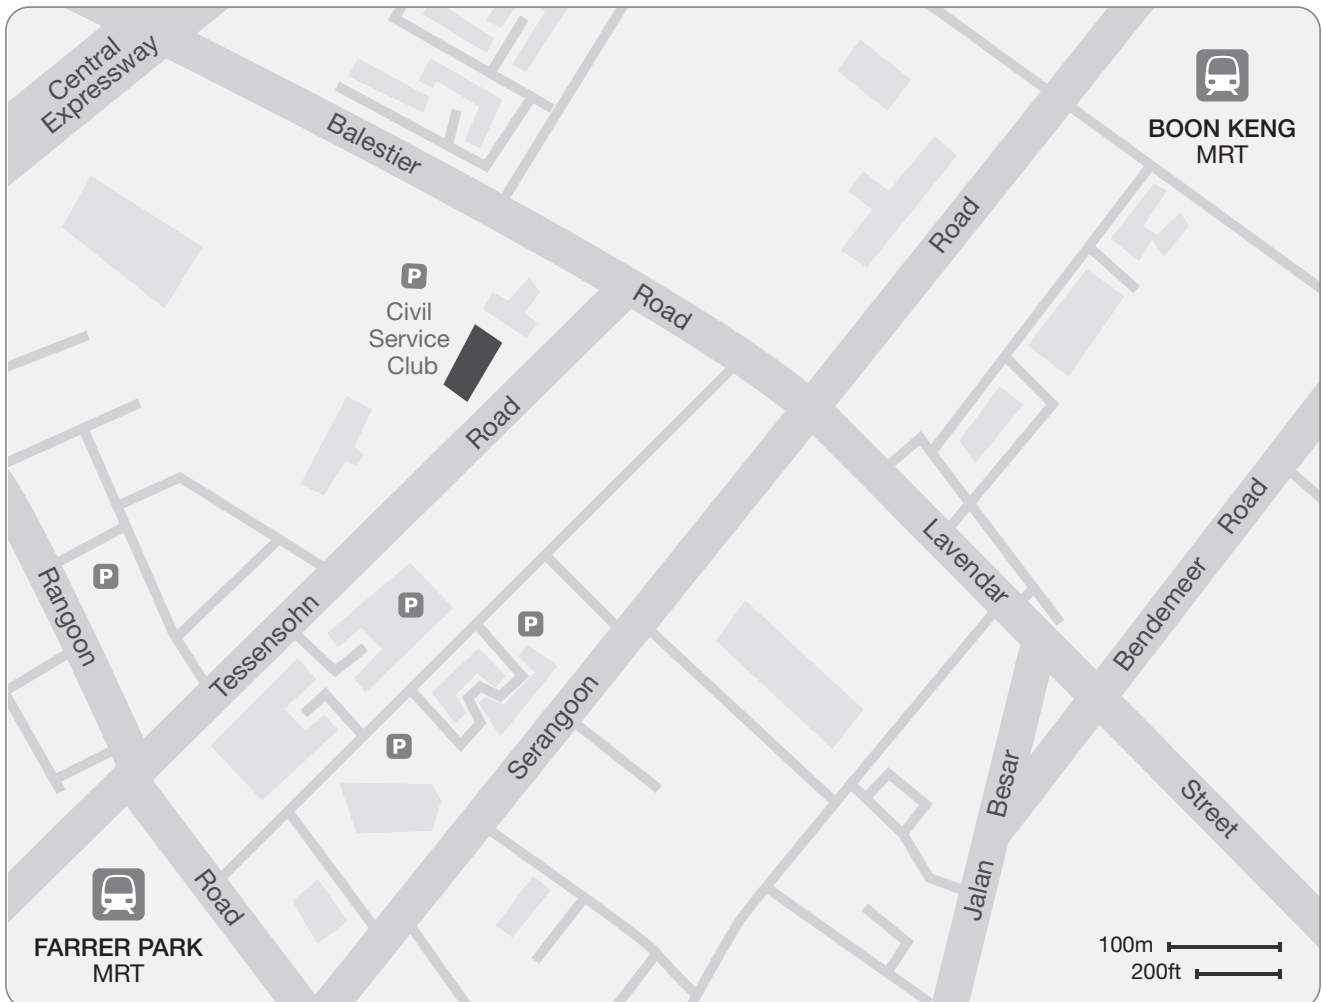 Central
Expressway
Balestier
Road
BOON KENG
MRT
Road
P
Civil
Service
Club
Road
Lavendar
Road
Bendemeer
P
Rangoon
P
P
Tessensohn
Serangoon
P
Besar
Street
Jalan
Road
FARRER PARK
MRT
100m
200ft